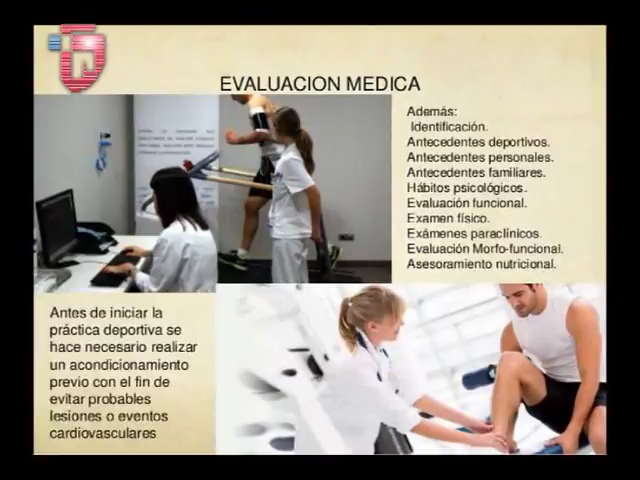 EVALUACION MEDICA
Además:
Identificación.
Antecedentes deportivos.
Antecedentes personales.
Antecedentes familiares.
Hábitos psicológicos.
Evaluación funcional.
Examen físico.
Exámenes paraclínicos.
Evaluación Morfo-funcional.
Asesoramiento nutricional.
Antes de iniciar la
práctica deportiva se
hace necesario realizar
un acondicionamiento
previo con el fin de
evitar probables
lesiones o eventos
cardiovasculares